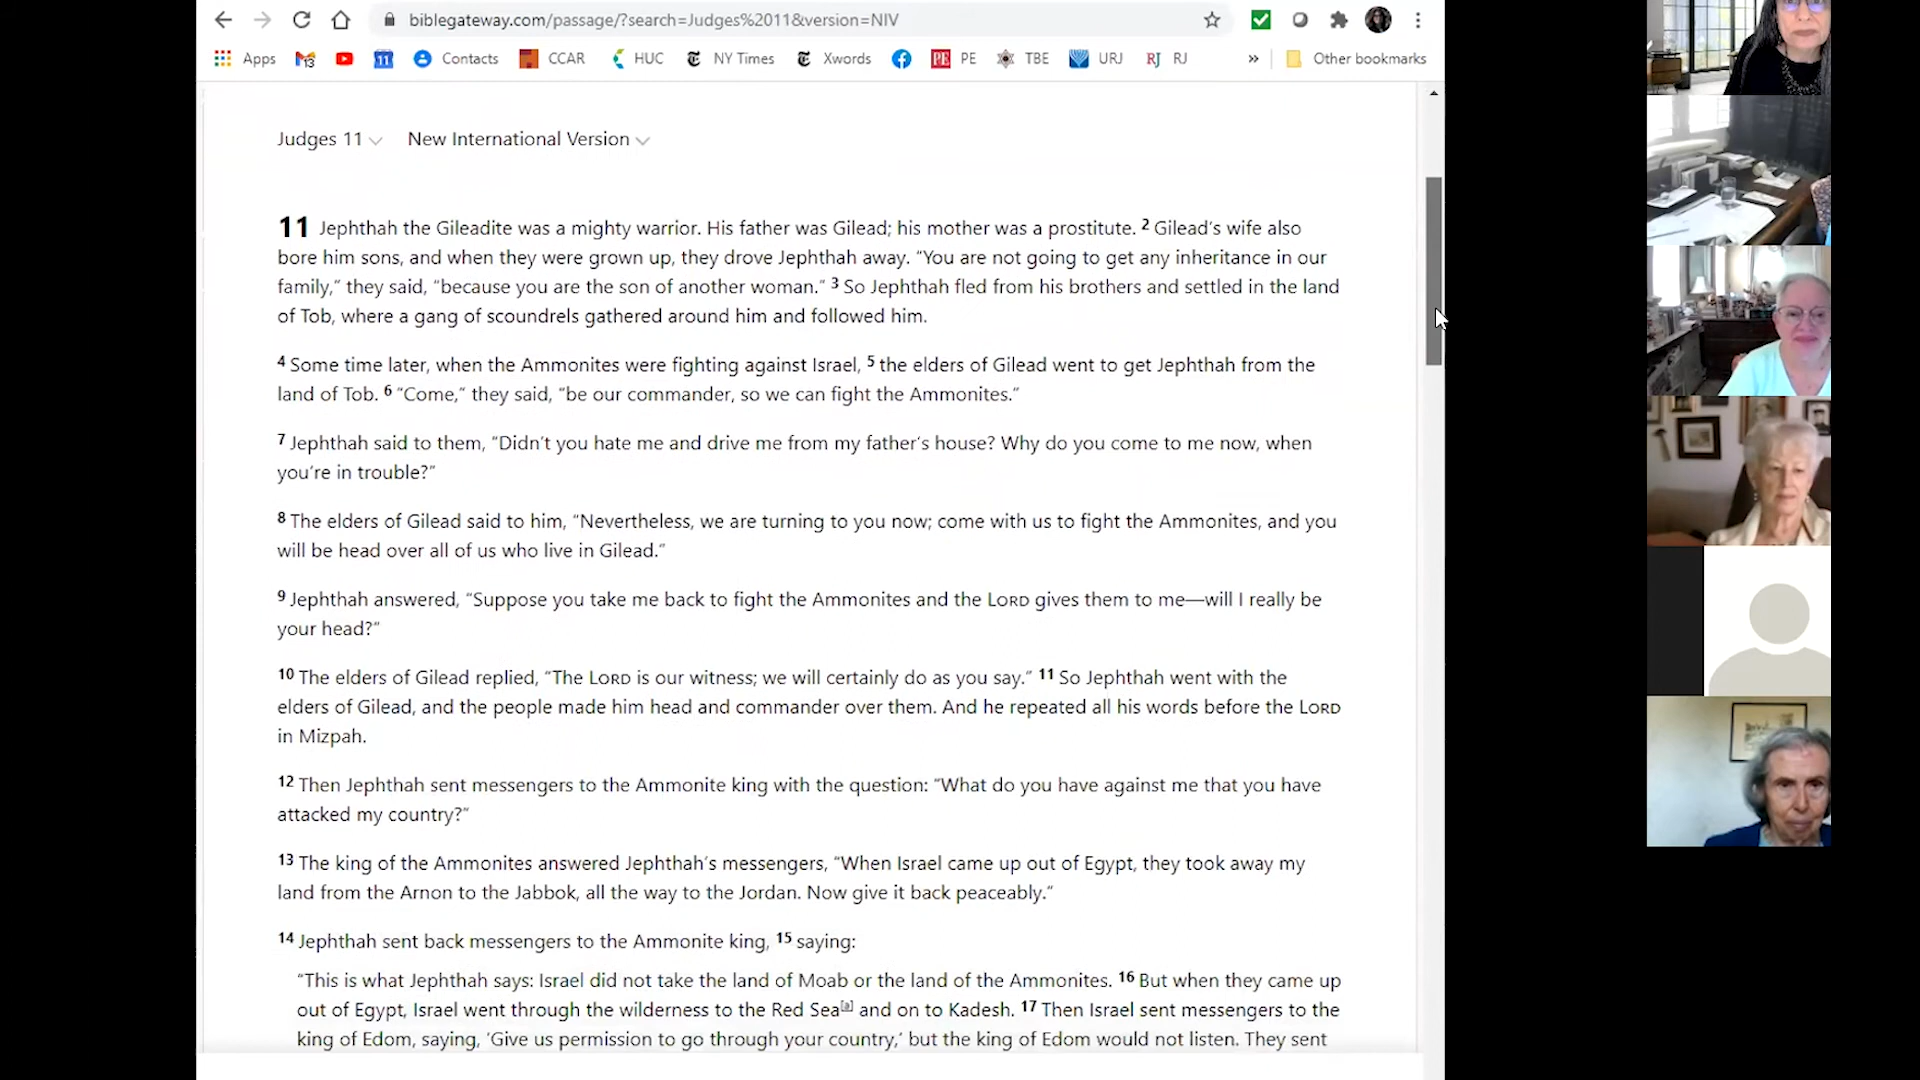 biblegateway.com/passage/?search=Judges%2011&version=NIV
Apps 13 11 Contacts CCAR HUC NY Times Xwords PE PE TBE URJ RJ RJ » Other bookmarks
Judges 11 New International Version
11 Jephthah the Gileadite was a mighty warrior. His father was Gilead; his mother was a prostitute. 2 Gilead’s wife also
bore him sons, and when they were grown up, they drove Jephthah away. “You are not going to get any inheritance in our
family,” they said, “because you are the son of another woman.” 3 So Jephthah fled from his brothers and settled in the land
of Tob, where a gang of scoundrels gathered around him and followed him.
4 Some time later, when the Ammonites were fighting against Israel, 5 the elders of Gilead went to get Jephthah from the
land of Tob. 6 “Come,” they said, “be our commander, so we can fight the Ammonites.”
7 Jephthah said to them, “Didn’t you hate me and drive me from my father’s house? Why do you come to me now, when
you’re in trouble?”
8 The elders of Gilead said to him, “Nevertheless, we are turning to you now; come with us to fight the Ammonites, and you
will be head over all of us who live in Gilead.”
9 Jephthah answered, “Suppose you take me back to fight the Ammonites and the LORD gives them to me—will I really be
your head?”
10 The elders of Gilead replied, “The LORD is our witness; we will certainly do as you say.” 11 So Jephthah went with the
elders of Gilead, and the people made him head and commander over them. And he repeated all his words before the LORD
in Mizpah.
12 Then Jephthah sent messengers to the Ammonite king with the question: “What do you have against me that you have
attacked my country?”
13 The king of the Ammonites answered Jephthah’s messengers, “When Israel came up out of Egypt, they took away my
land from the Arnon to the Jabbok, all the way to the Jordan. Now give it back peaceably.”
14 Jephthah sent back messengers to the Ammonite king, 15 saying:
“This is what Jephthah says: Israel did not take the land of Moab or the land of the Ammonites. 16 But when they came up
out of Egypt, Israel went through the wilderness to the Red Sea[a] and on to Kadesh. 17 Then Israel sent messengers to the
king of Edom, saying, ‘Give us permission to go through your country,’ but the king of Edom would not listen. They sent